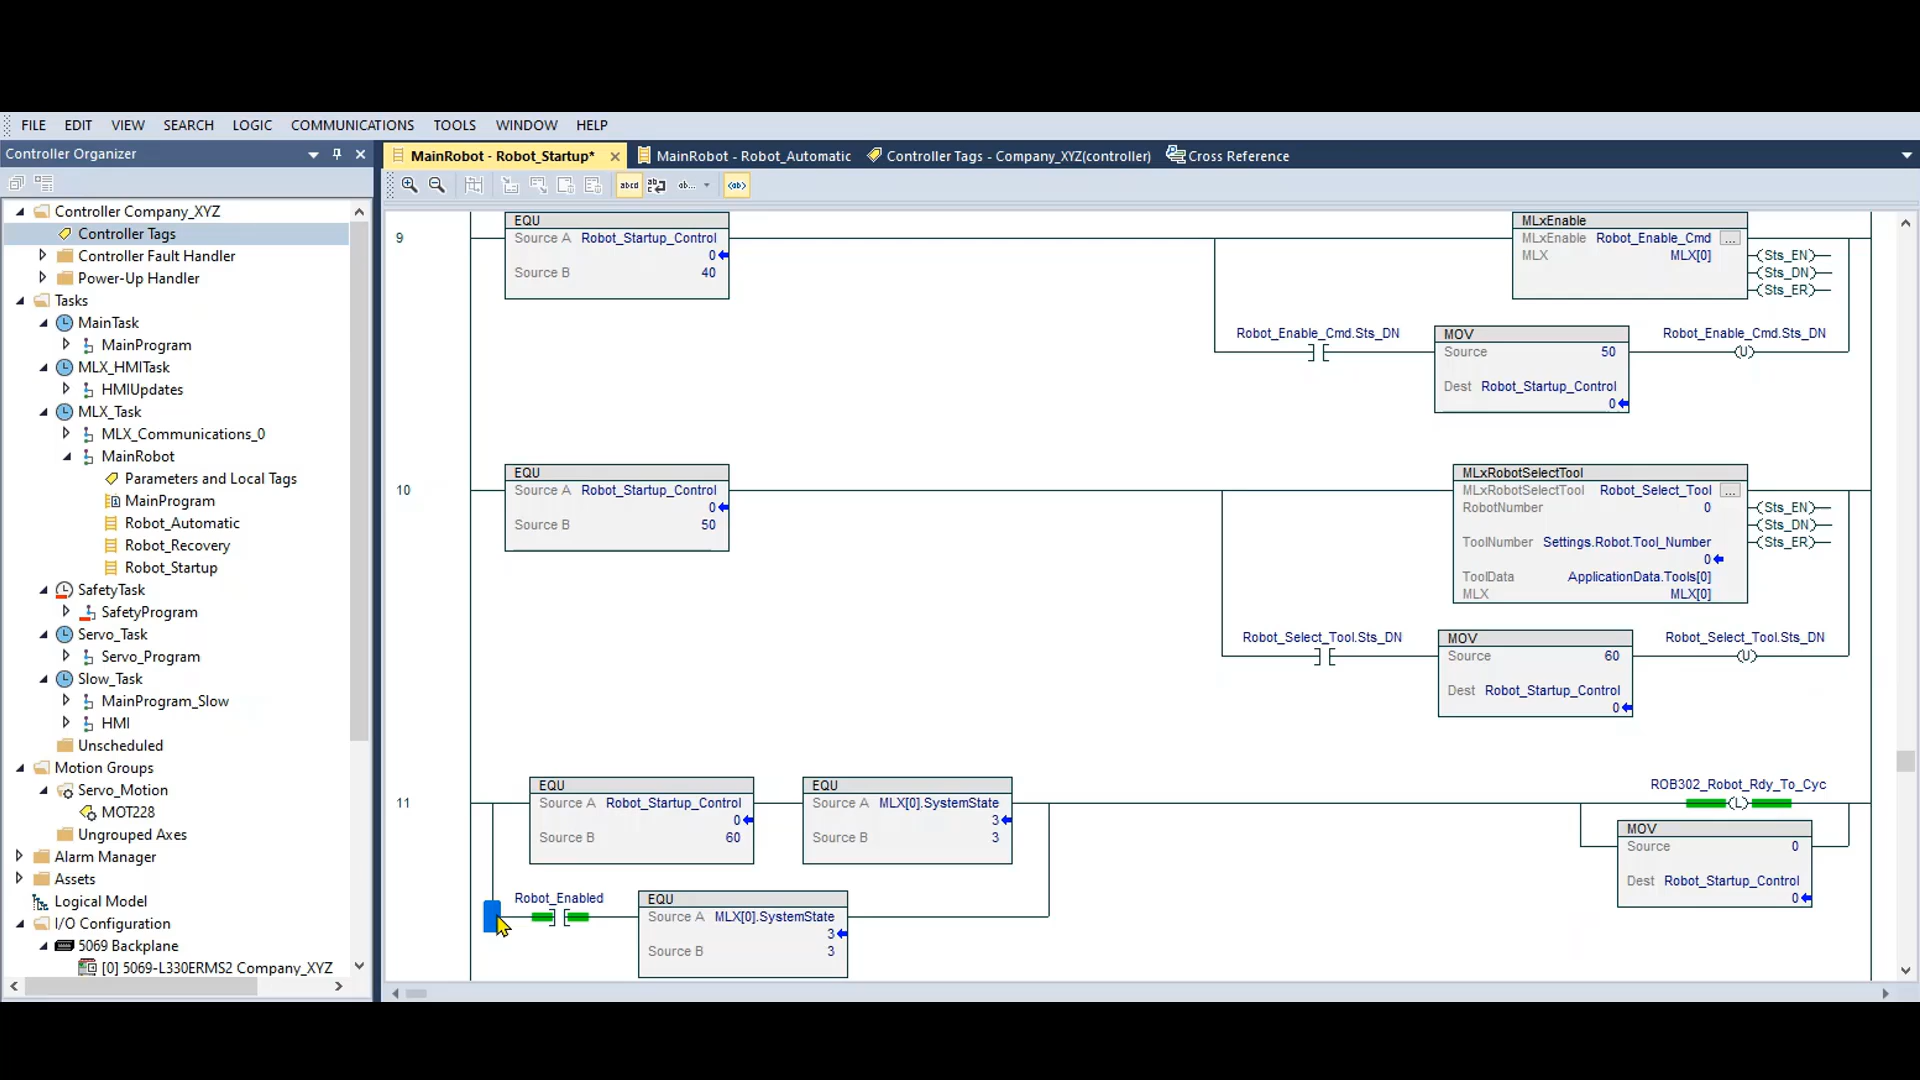 FILE EDIT VIEW SEARCH LOGIC COMMUNICATIONS TOOLS WINDOW HELP
Controller Organizer
MainRobot - Robot_Startup* MainRobot - Robot_Automatic Controller Tags - Company_XYZ(controller) Cross Reference
abcd ab...
Controller Company_XYZ
Controller Tags
Controller Fault Handler
Power-Up Handler
Tasks
MainTask
MainProgram
MLX_HMITask
HMIUpdates
MLX_Task
MLX_Communications_0
MainRobot
Parameters and Local Tags
MainProgram
Robot_Automatic
Robot_Recovery
Robot_Startup
SafetyTask
SafetyProgram
Servo_Task
Servo_Program
Slow_Task
MainProgram_Slow
HMI
Unscheduled
Motion Groups
Servo_Motion
MOT228
Ungrouped Axes
Alarm Manager
Assets
Logical Model
I/O Configuration
5069 Backplane
[0] 5069-L330ERMS2 Company_XYZ
9
EQU
Source A Robot_Startup_Control
0
Source B 40
MLxEnable
MLxEnable Robot_Enable_Cmd ...
MLX MLX[0]
Sts_EN
Sts_DN
Sts_ER
Robot_Enable_Cmd.Sts_DN
MOV
Source 50
Dest Robot_Startup_Control
0
Robot_Enable_Cmd.Sts_DN
U
10
EQU
Source A Robot_Startup_Control
0
Source B 50
MLxRobotSelectTool
MLxRobotSelectTool Robot_Select_Tool ...
RobotNumber 0
ToolNumber Settings.Robot.Tool_Number
0
ToolData ApplicationData.Tools[0]
MLX MLX[0]
Sts_EN
Sts_DN
Sts_ER
Robot_Select_Tool.Sts_DN
MOV
Source 60
Dest Robot_Startup_Control
0
Robot_Select_Tool.Sts_DN
U
11
EQU
Source A Robot_Startup_Control
0
Source B 60
EQU
Source A MLX[0].SystemState
3
Source B 3
ROB302_Robot_Rdy_To_Cyc
L
MOV
Source 0
Dest Robot_Startup_Control
0
Robot_Enabled
EQU
Source A MLX[0].SystemState
3
Source B 3